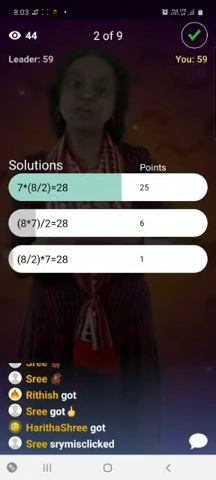 8:03
44
2 of 9
Leader: 59
You: 59
Solutions
Points
7*(8/2)=28
25
(8*7)/2=28
6
(8/2)*7=28
1
Sree
Sree
Rithish got
Sree got
HarithaShree got
Sree srymisclicked